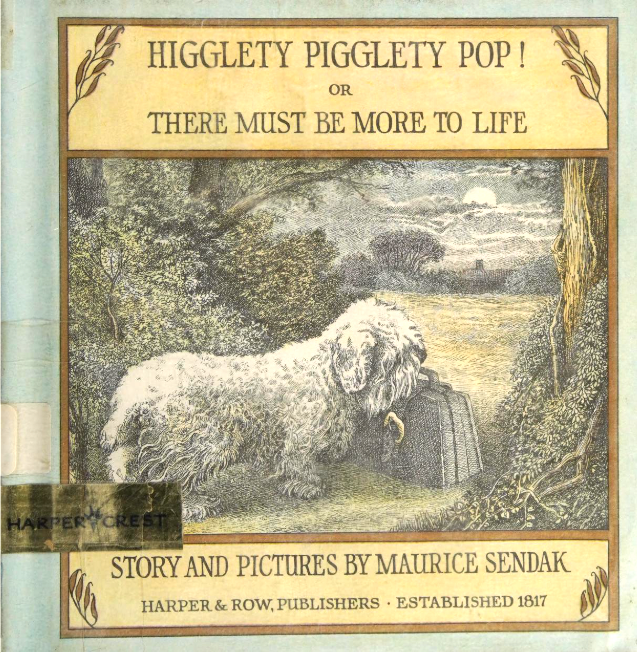 HIGGLETY PIGGLETY POP!
OR
THERE MUST BE MORE TO LIFE
HARPER CREST
STORY AND PICTURES BY MAURICE SENDAK
HARPER & ROW, PUBLISHERS · ESTABLISHED 1817